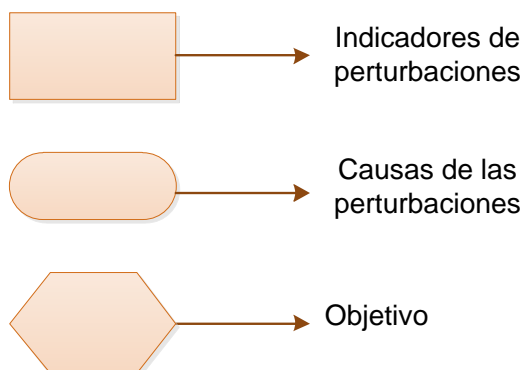 Indicadores de
perturbaciones
Causas de las
perturbaciones
Objetivo